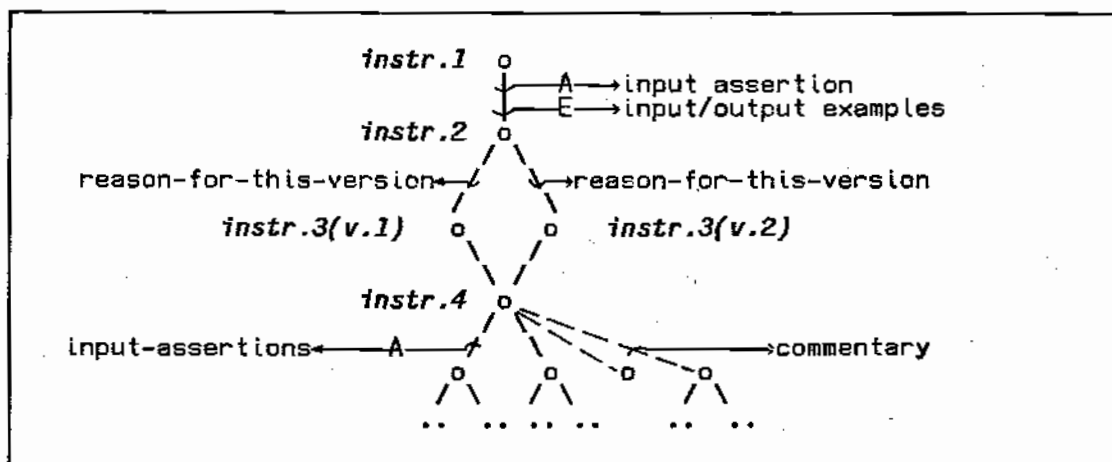 instr.1
A input assertion
E input/output examples
instr.2
reason-for-this-version reason-for-this-version
instr.3(v.1) instr.3(v.2)
instr.4
input-assertions A commentary